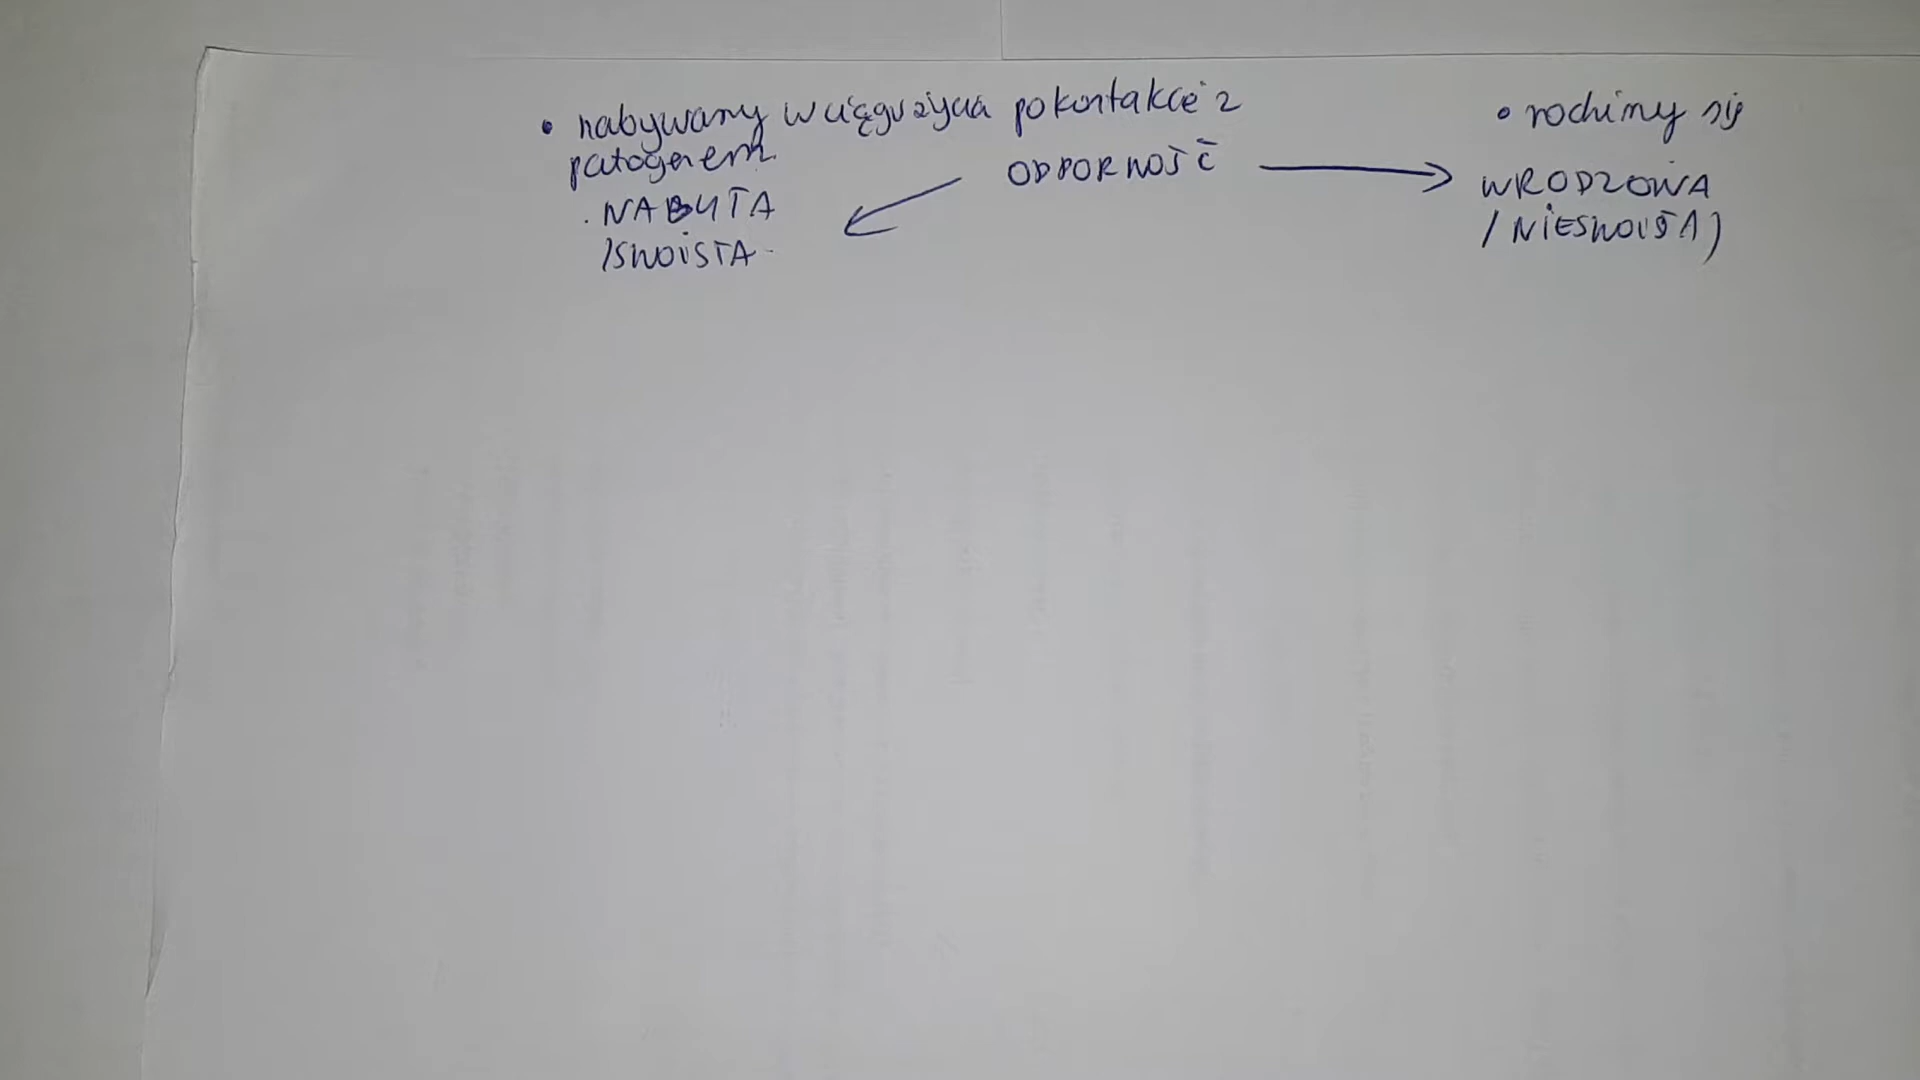 • nabywamy w ciągu życia po kontakcie z
patogenem
ODPORNOŚĆ
. NABYTA
/SWOISTA
• rodzimy się
WRODZONA
/NIESWOISTA)